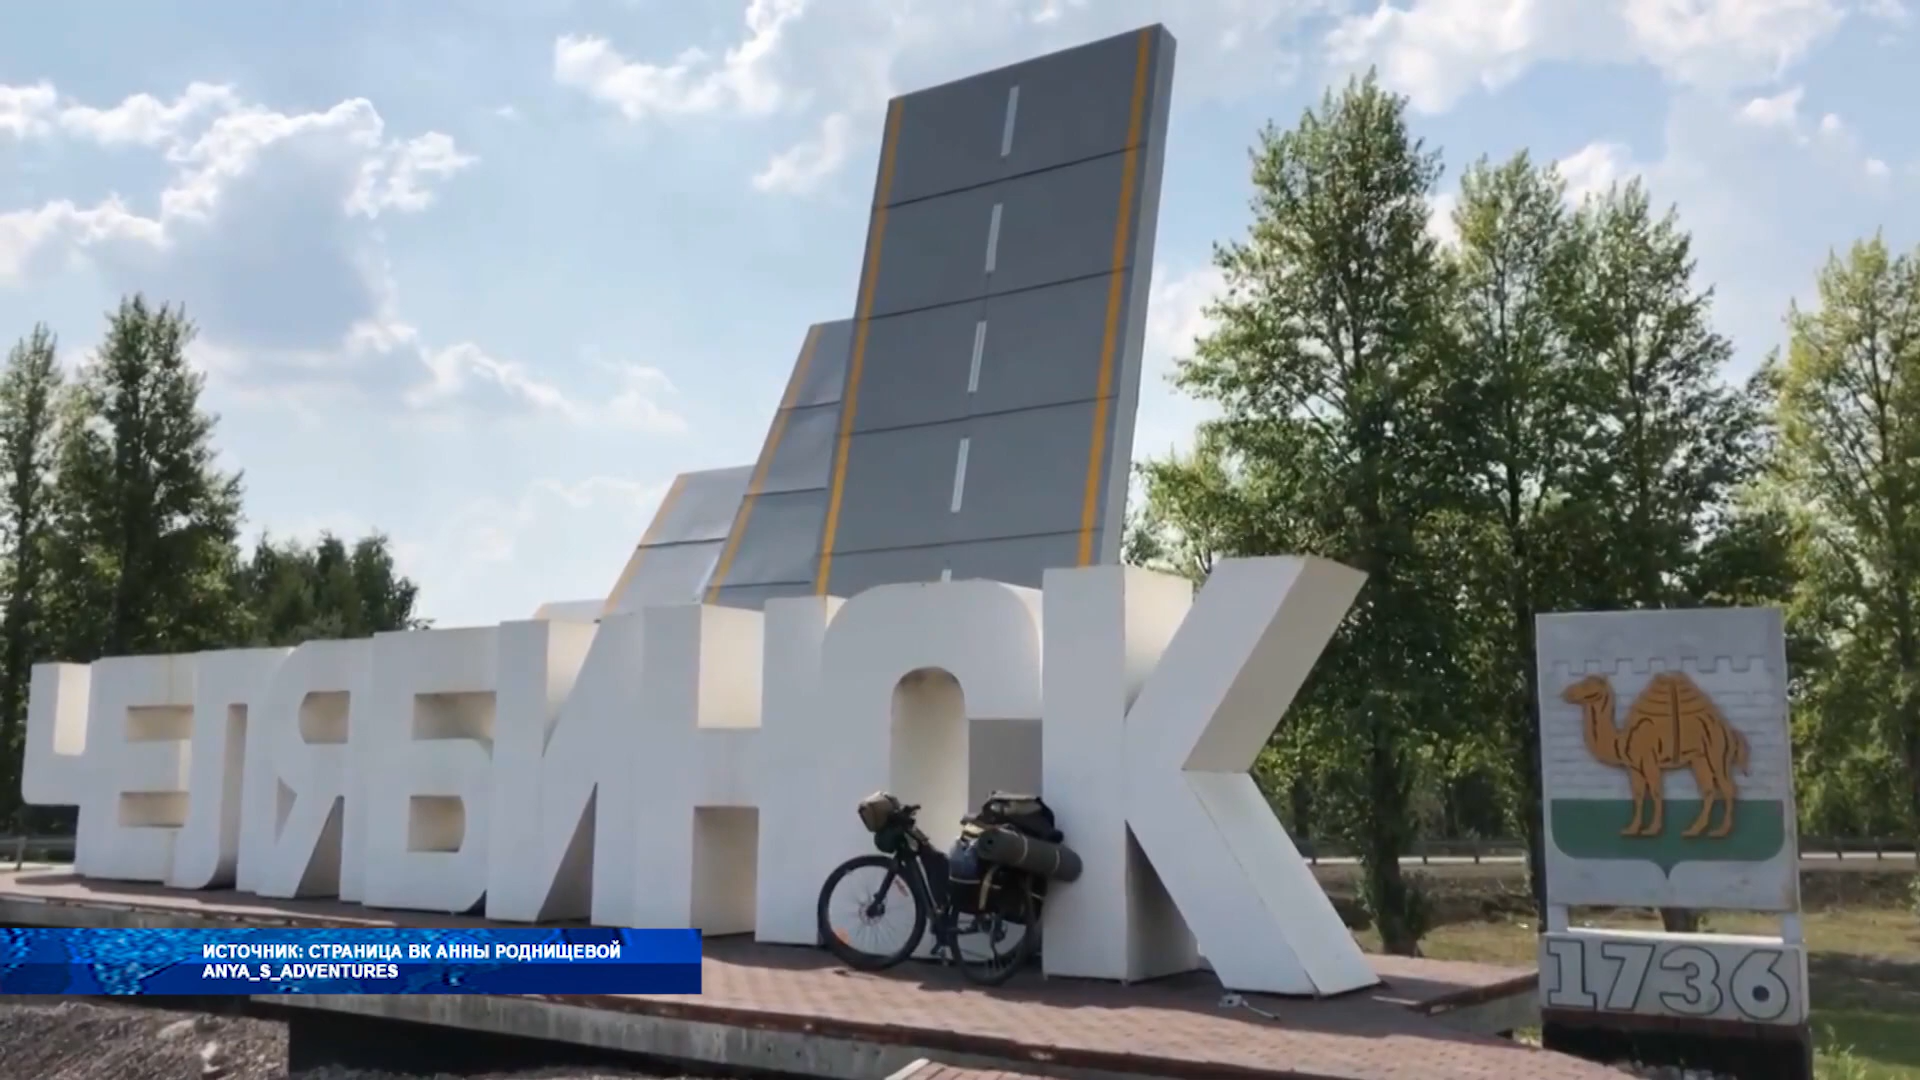 ЧЕЛЯБИНСК
1736
ИСТОЧНИК: СТРАНИЦА ВК АННЫ РОДНИЩЕВОЙ
ANYA_S_ADVENTURES